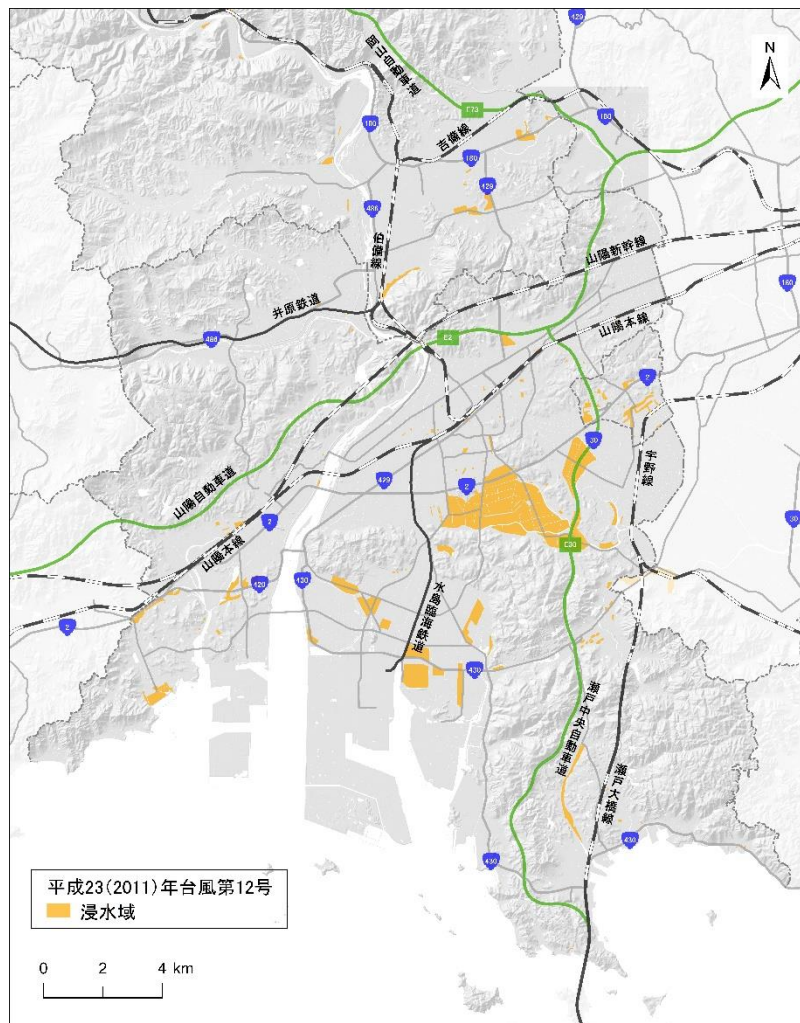 429
N
岡山自動車道
E73
180
180
吉備線
180
429
486
伯備線
山陽新幹線
180
井原鉄道
486
E2
山陽本線
2
30
宇野線
山陽自動車道
429
2
2
30
E30
山陽本線
420
430
2
水島臨海鉄道
430
瀬戸中央自動車道
瀬戸大橋線
430
430
平成23(2011)年台風第12号
浸水域
0 2 4 km